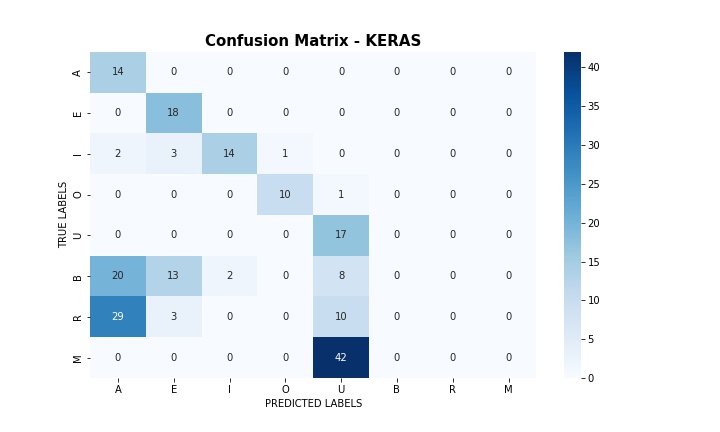 Confusion Matrix - KERAS
TRUE LABELS
A 14 0 0 0 0 0 0 0
E 0 18 0 0 0 0 0 0
I 2 3 14 1 0 0 0 0
O 0 0 0 10 1 0 0 0
U 0 0 0 0 17 0 0 0
B 20 13 2 0 8 0 0 0
R 29 3 0 0 10 0 0 0
M 0 0 0 0 42 0 0 0
A E I O U B R M
PREDICTED LABELS
40
35
30
25
20
15
10
5
0